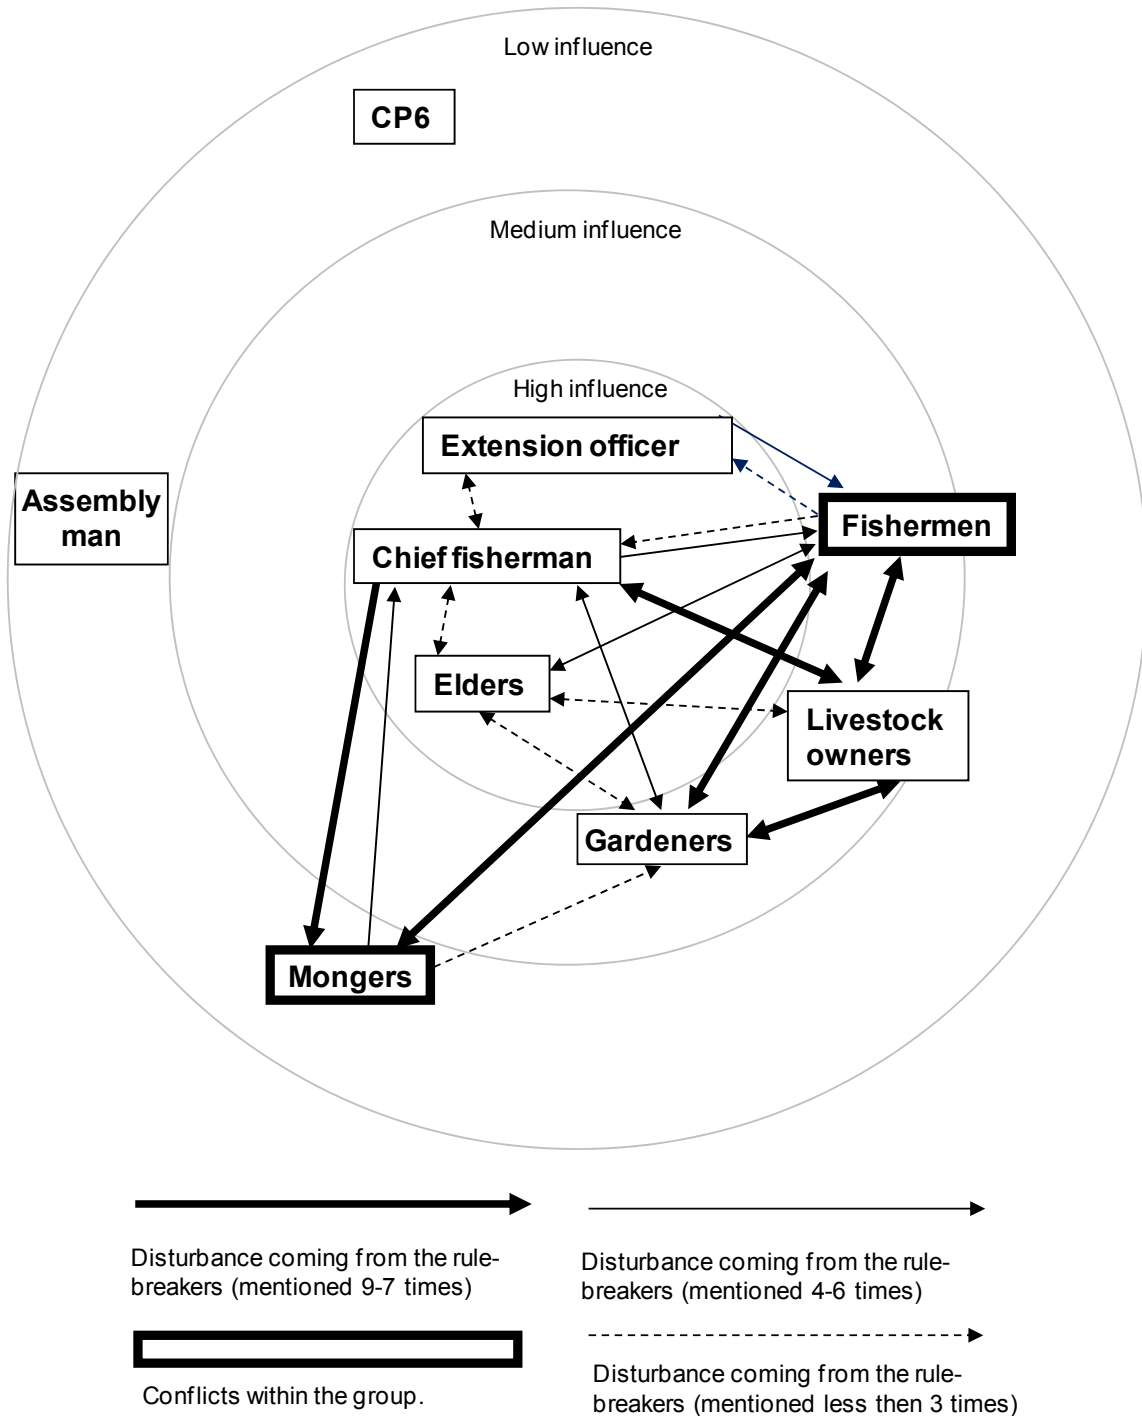 Low influence
CP6
Medium influence
High influence
Extension officer
Assembly
man
Fishermen
Chief fisherman
Elders
Livestock
owners
Gardeners
Mongers
Disturbance coming from the rule-
breakers (mentioned 9-7 times)
Disturbance coming from the rule-
breakers (mentioned 4-6 times)
Conflicts within the group.
Disturbance coming from the rule-
breakers (mentioned less then 3 times)